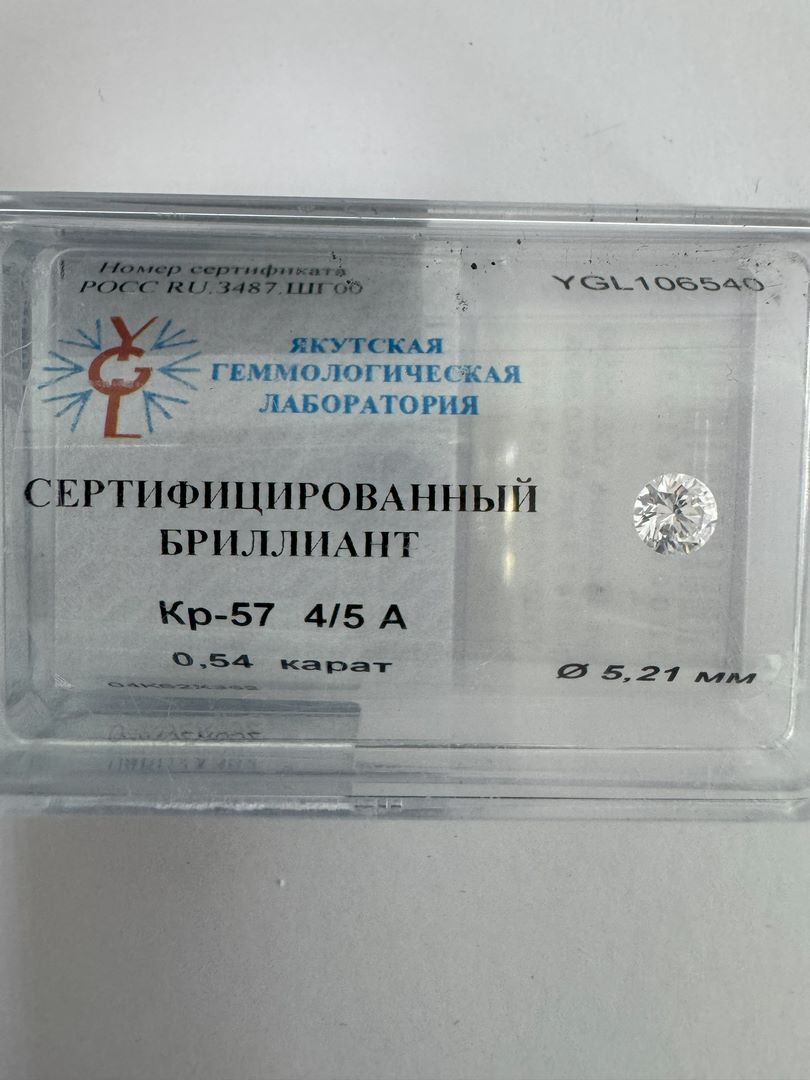 Номер сертификата
РОСС RU.3487.ШГ00
YGL106540
YGL
ЯКУТСКАЯ
ГЕММОЛОГИЧЕСКАЯ
ЛАБОРАТОРИЯ
СЕРТИФИЦИРОВАННЫЙ
БРИЛЛИАНТ
Кр-57 4/5 А
0,54 карат
Ø 5,21 мм